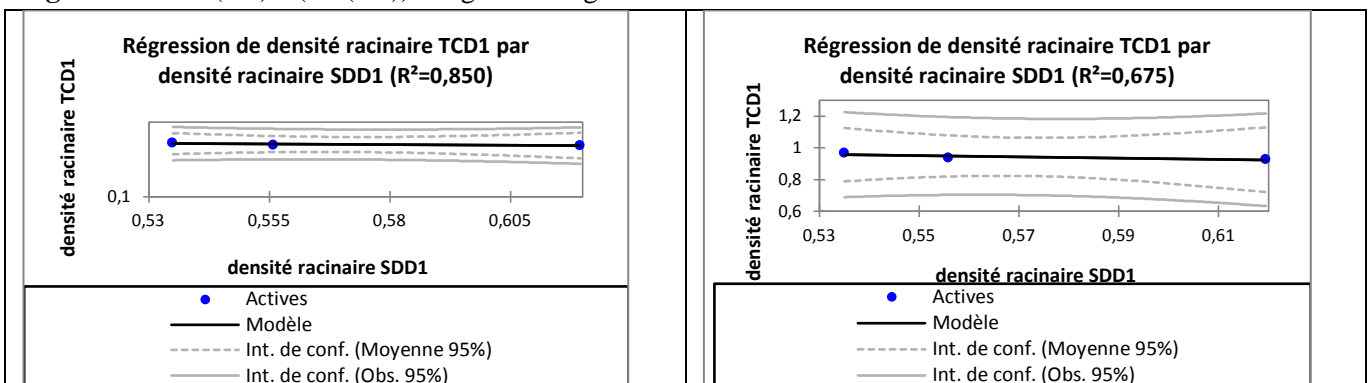 Régression de densité racinaire TCD1 par
densité racinaire SDD1 (R²=0,850)
densité racinaire TCD1
0,1
0,53
0,555
0,58
0,605
densité racinaire SDD1
Actives
Modèle
Int. de conf. (Moyenne 95%)
Int. de conf. (Obs. 95%)
Régression de densité racinaire TCD1 par
densité racinaire SDD1 (R²=0,675)
densité racinaire TCD1
1,2
1
0,8
0,6
0,53
0,55
0,57
0,59
0,61
densité racinaire SDD1
Actives
Modèle
Int. de conf. (Moyenne 95%)
Int. de conf. (Obs. 95%)